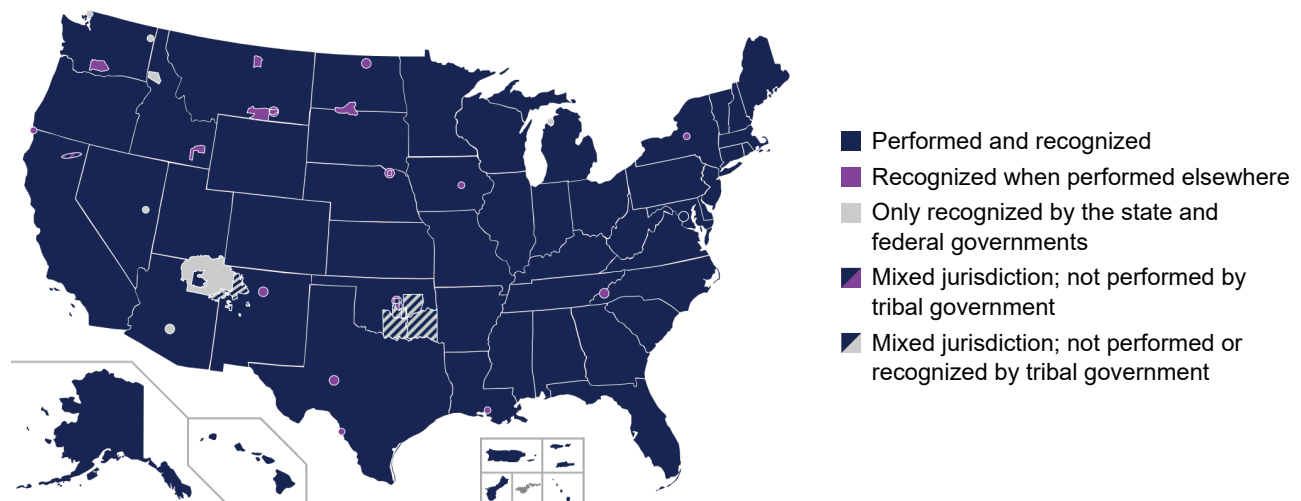 Performed and recognized
Recognized when performed elsewhere
Only recognized by the state and
federal governments
Mixed jurisdiction; not performed by
tribal government
Mixed jurisdiction; not performed or
recognized by tribal government